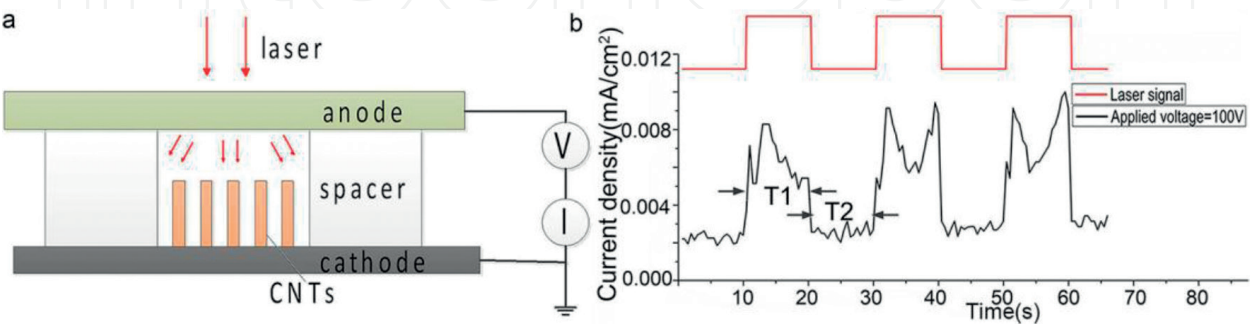 a
laser
anode
V
spacer
I
cathode
CNTs
b
Current density(mA/cm²)
0.012
0.008
0.004
0.000
Laser signal
Applied voltage=100V
T1
T2
10 20 30 40 50 60 70 80
Time(s)